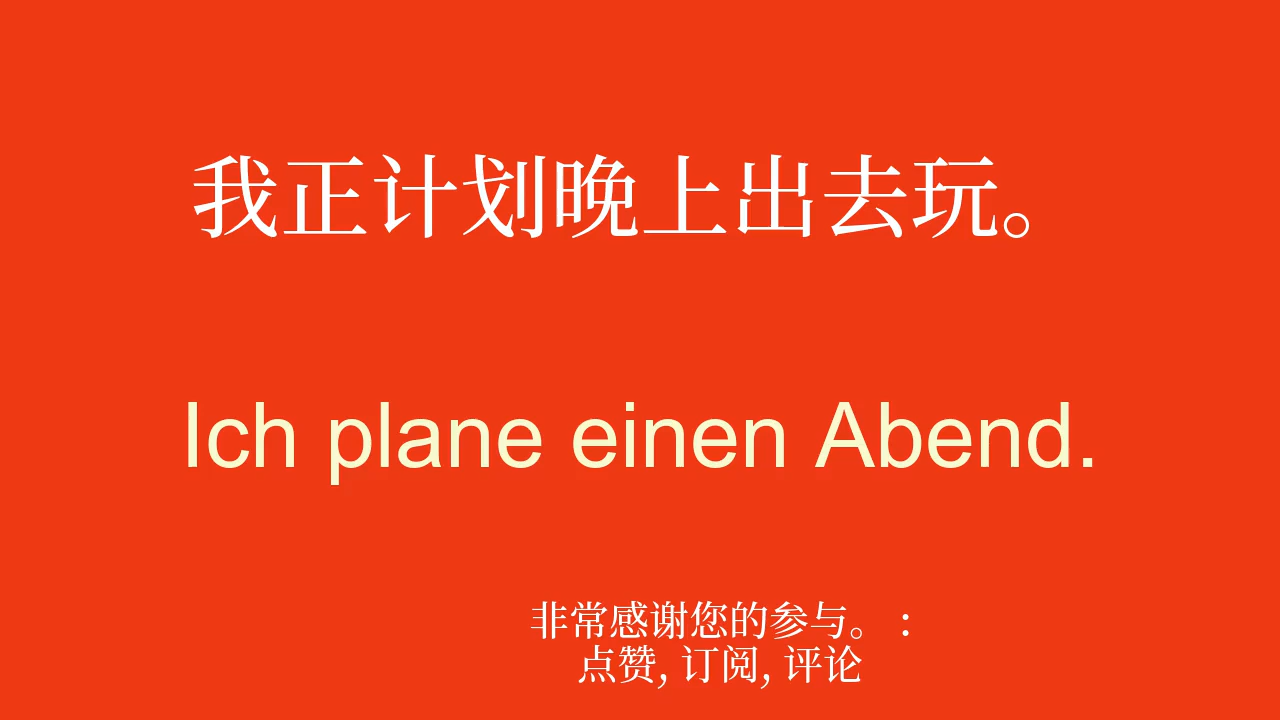 我正计划晚上出去玩。
Ich plane einen Abend.
非常感谢您的参与。 :
点赞, 订阅, 评论